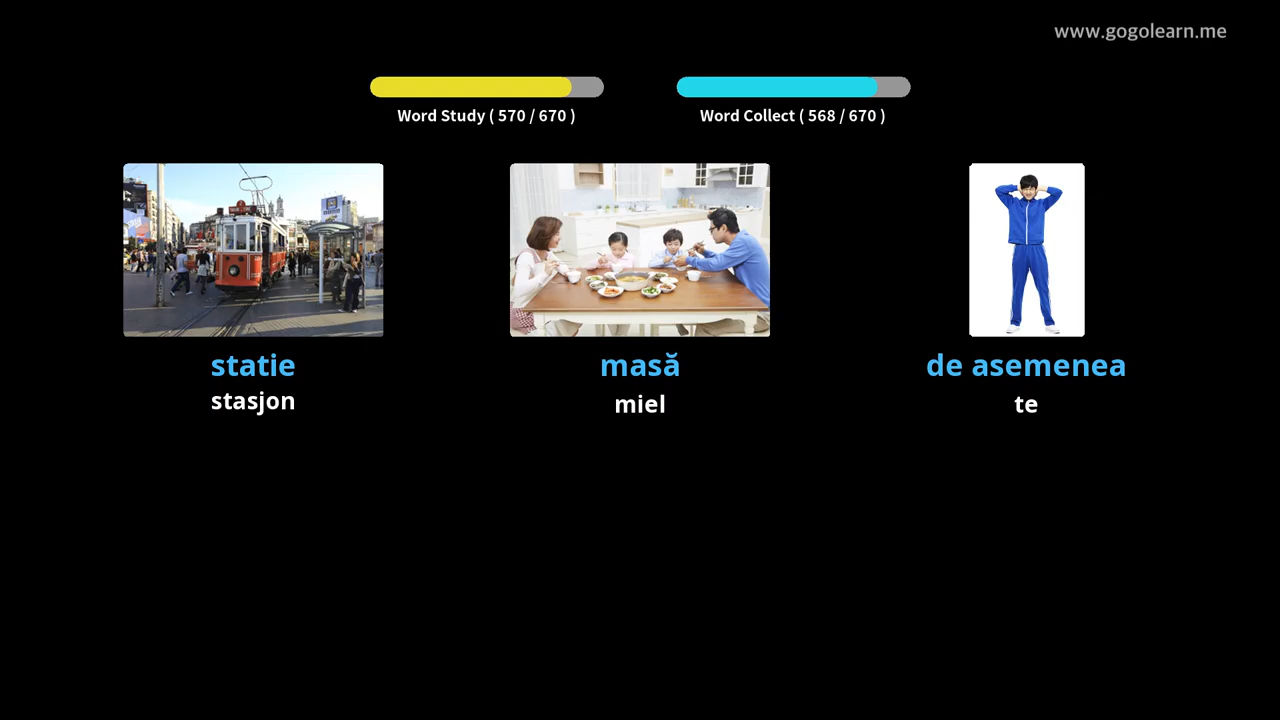 www.gogolearn.me
Word Study ( 570 / 670 )
Word Collect ( 568 / 670 )
statie
masă
de asemenea
stasjon
miel
te